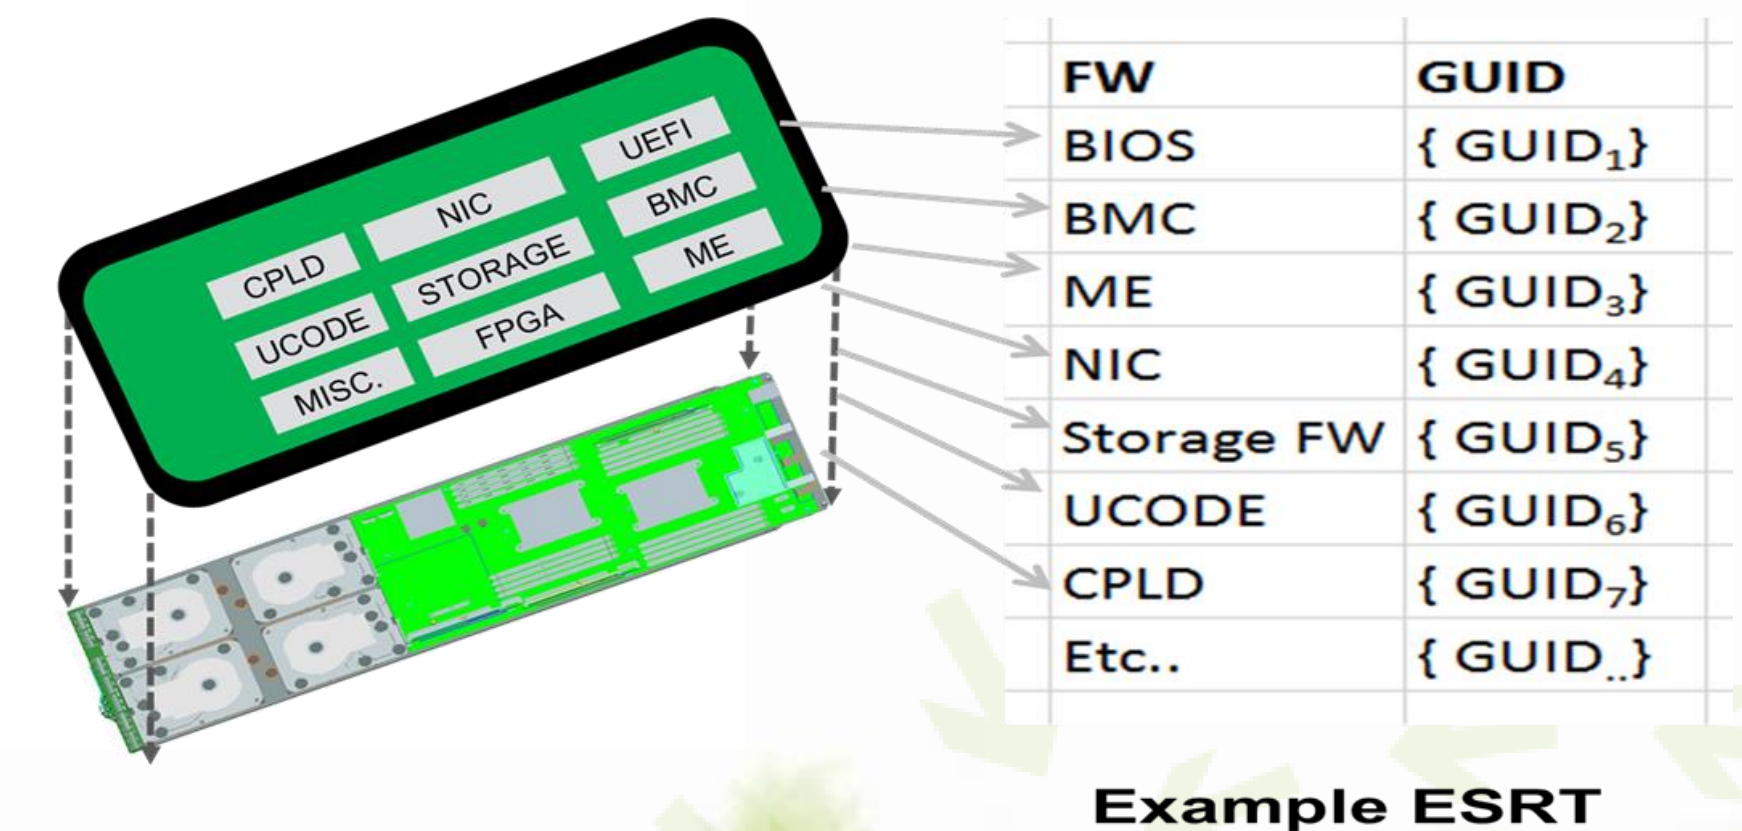 UEFI
NIC
BMC
CPLD
STORAGE
ME
UCODE
FPGA
MISC.
FW GUID
BIOS { GUID₁}
BMC { GUID₂}
ME { GUID₃}
NIC { GUID₄}
Storage FW { GUID₅}
UCODE { GUID₆}
CPLD { GUID₇}
Etc.. { GUID..}
Example ESRT